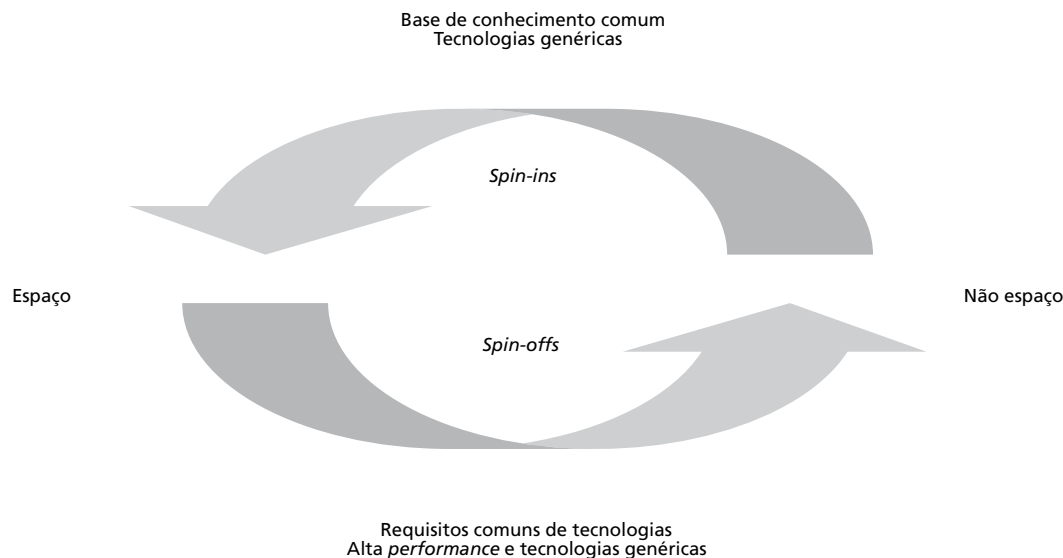 Base de conhecimento comum
Tecnologias genéricas
Spin-ins
Espaço
Não espaço
Spin-offs
Requisitos comuns de tecnologias
Alta performance e tecnologias genéricas